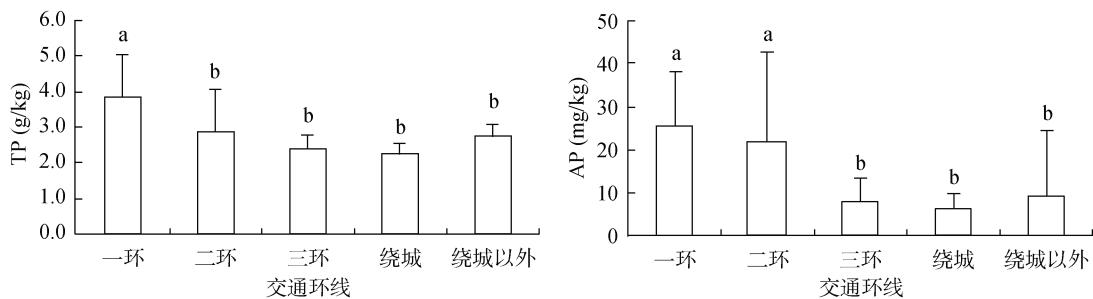 TP (g/kg)
6.0
5.0
4.0
3.0
2.0
1.0
0.0
a
b
b
b
b
一环 二环 三环 绕城 绕城以外
交通环线
AP (mg/kg)
50
40
30
20
10
0
a
a
b
b
b
一环 二环 三环 绕城 绕城以外
交通环线